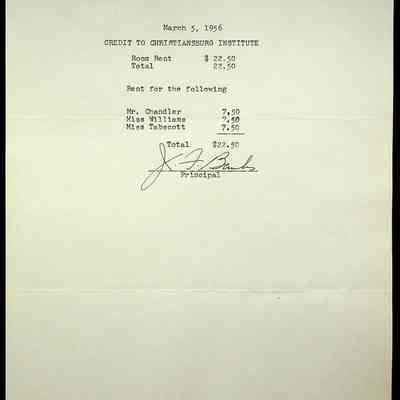 March 5, 1956
CREDIT TO CHRISTIANSBURG INSTITUTE
Room Rent $ 22.50
Total 22.50
Rent for the following
Mr. Chandler 7.50
Miss Williams 7.50
Miss Tabscott 7.50
Total $22.50
J. F. Banks
Principal